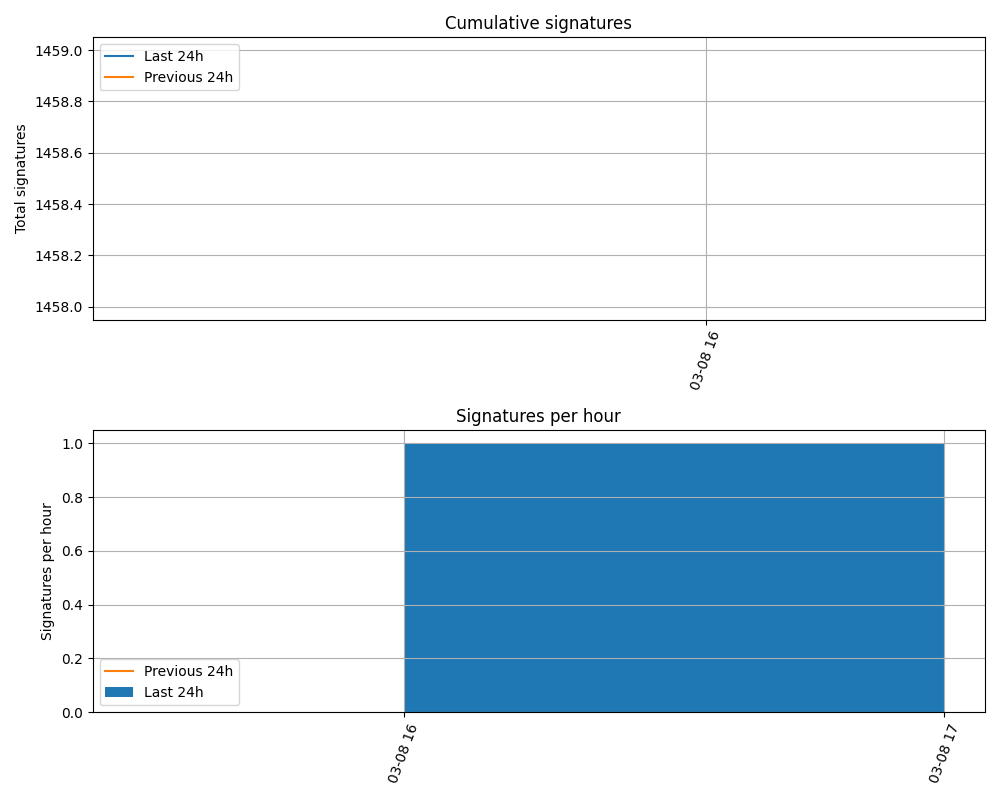 Cumulative signatures
1459.0
1458.8
1458.6
1458.4
1458.2
1458.0
Total signatures
Last 24h
Previous 24h
03-08 16
Signatures per hour
1.0
0.8
0.6
0.4
0.2
0.0
Signatures per hour
Previous 24h
Last 24h
03-08 16
03-08 17